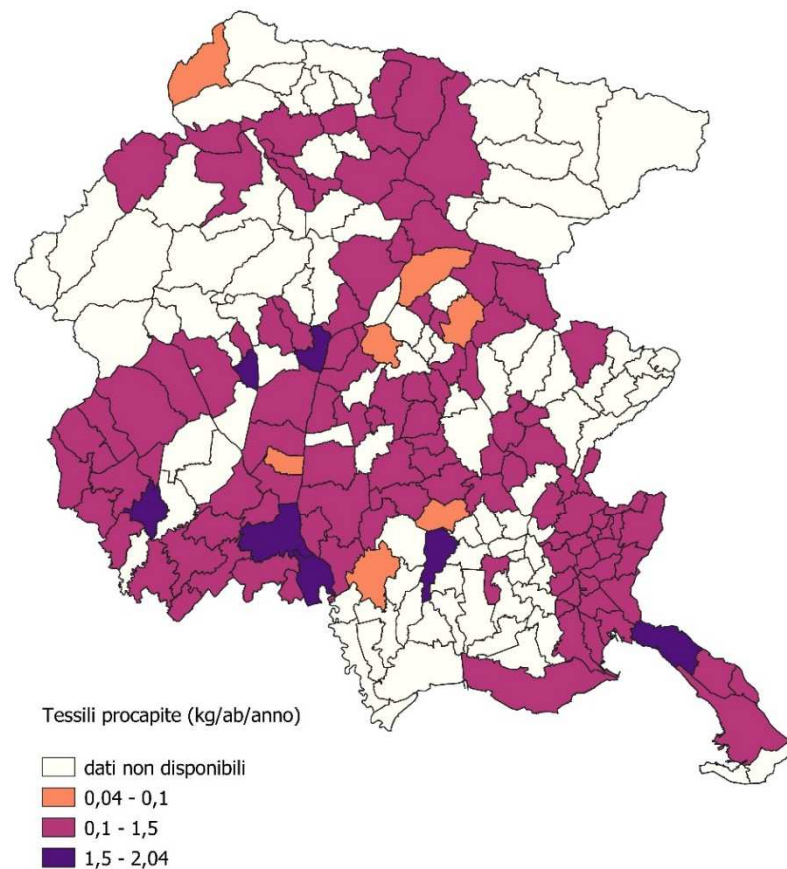 Tessili procapite (kg/ab/anno)
dati non disponibili
0,04 - 0,1
0,1 - 1,5
1,5 - 2,04